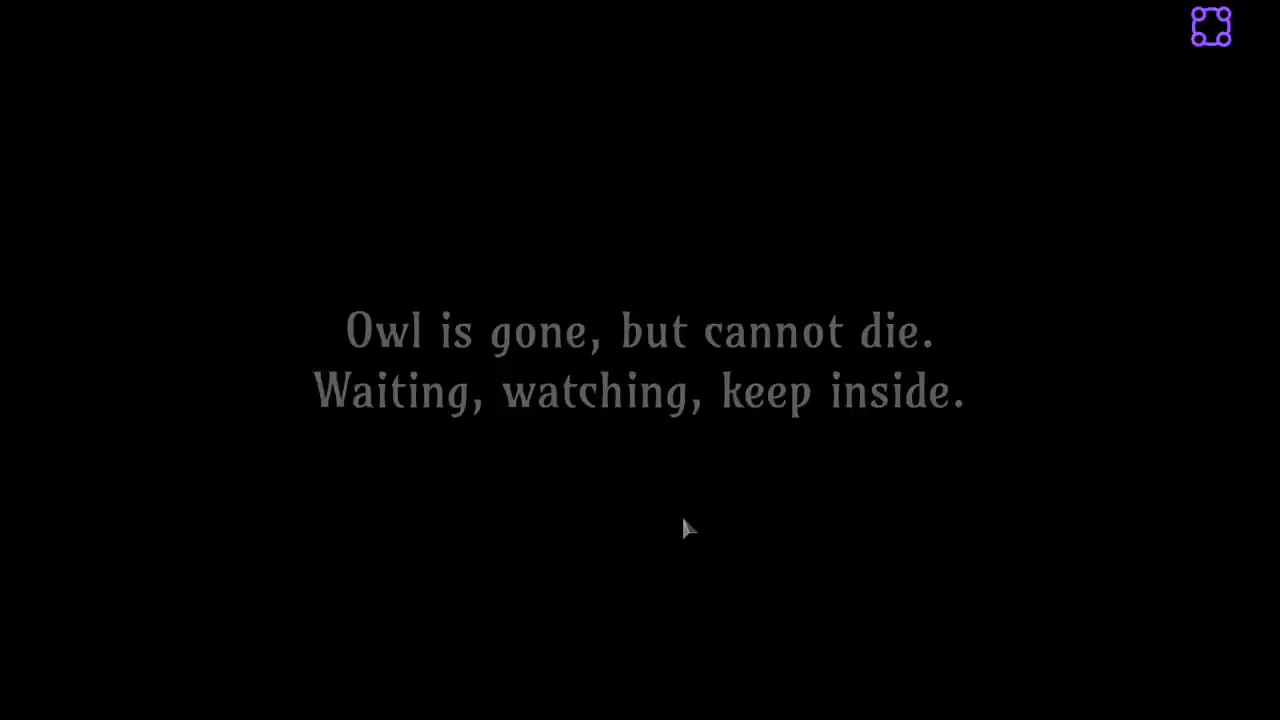 Owl is gone, but cannot die.
Waiting, watching, keep inside.